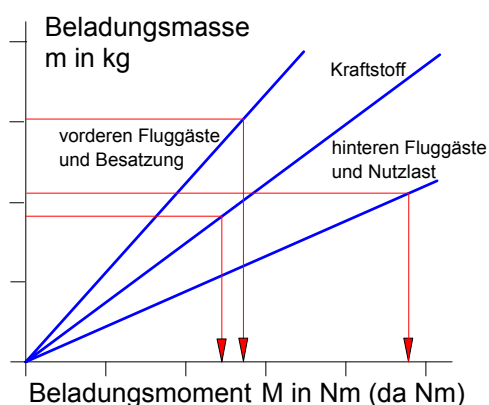 Beladungsmasse
m in kg
Kraftstoff
vorderen Fluggäste
und Besatzung
hinteren Fluggäste
und Nutzlast
Beladungsmoment M in Nm (da Nm)